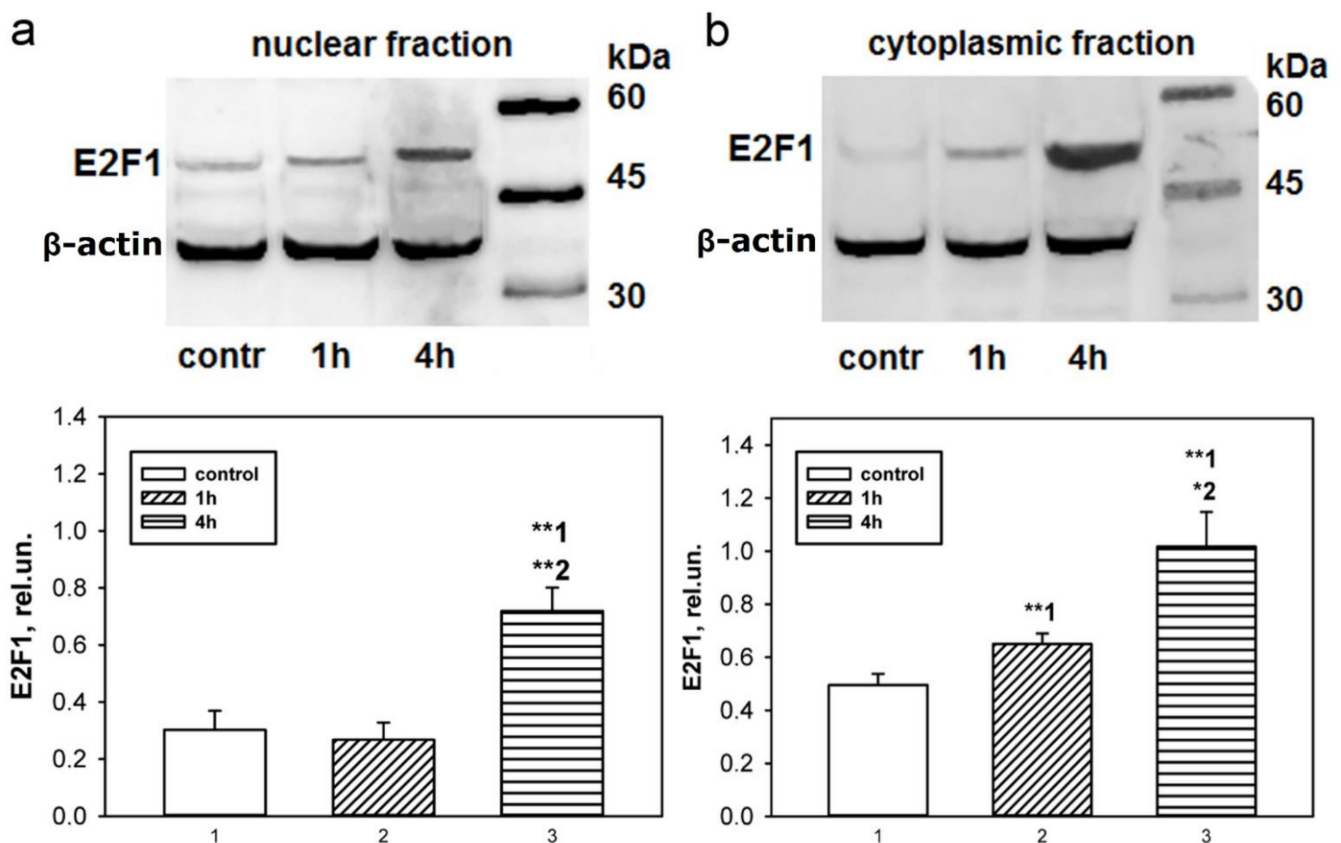 a
nuclear fraction
kDa
60
E2F1
45
β-actin
30
contr 1h 4h
b
cytoplasmic fraction
kDa
60
E2F1
45
β-actin
30
contr 1h 4h
E2F1, rel.un.
1.4
1.2
1.0
0.8
0.6
0.4
0.2
0.0
control
1h
4h
**1
**2
1 2 3
E2F1, rel.un.
1.4
1.2
1.0
0.8
0.6
0.4
0.2
0.0
control
1h
4h
**1
**1
*2
1 2 3